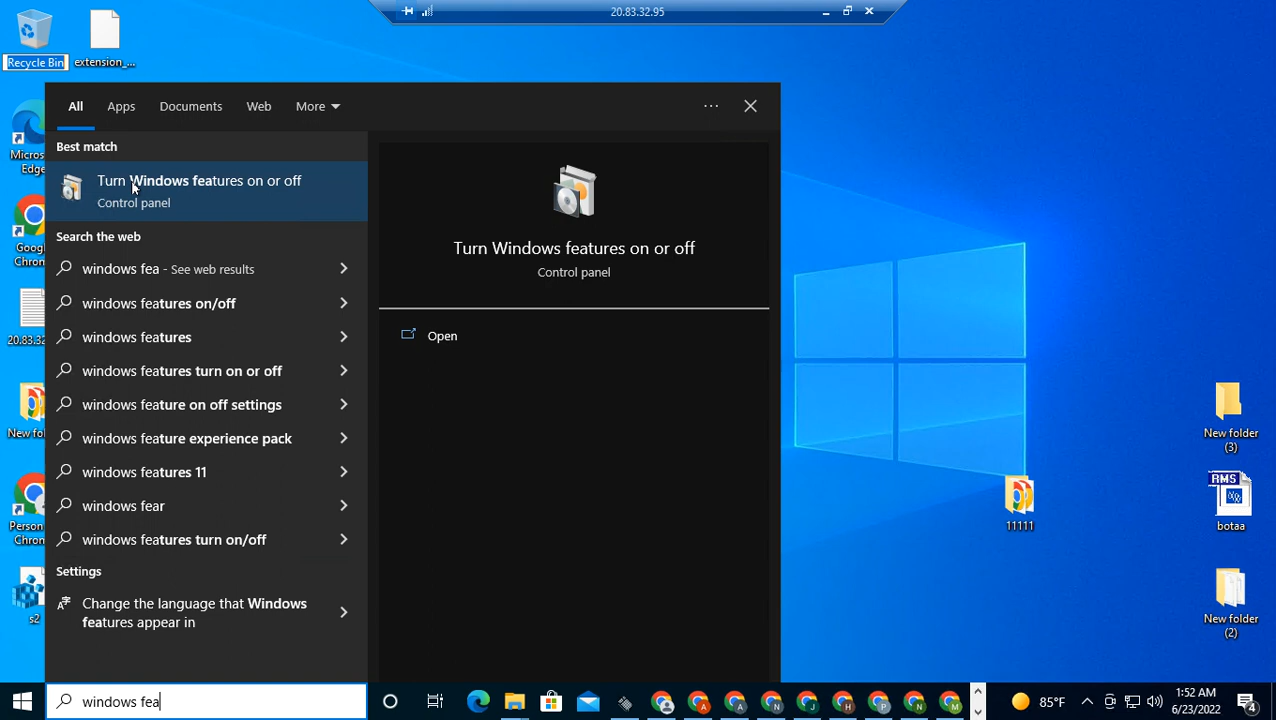 20.83.32.95
Recycle Bin
extension_...
All
Apps
Documents
Web
More
Best match
Turn Windows features on or off
Control panel
Search the web
windows fea - See web results
windows features on/off
windows features
windows features turn on or off
windows feature on off settings
windows feature experience pack
windows features 11
windows fear
windows features turn on/off
Settings
Change the language that Windows
features appear in
Turn Windows features on or off
Control panel
Open
Micros
Edge
Googl
Chron
20.83.32
New fo
Person
Chron
s2
11111
New folder
(3)
RMS
botaa
New folder
(2)
windows fea
85°F
1:52 AM
6/23/2022
4